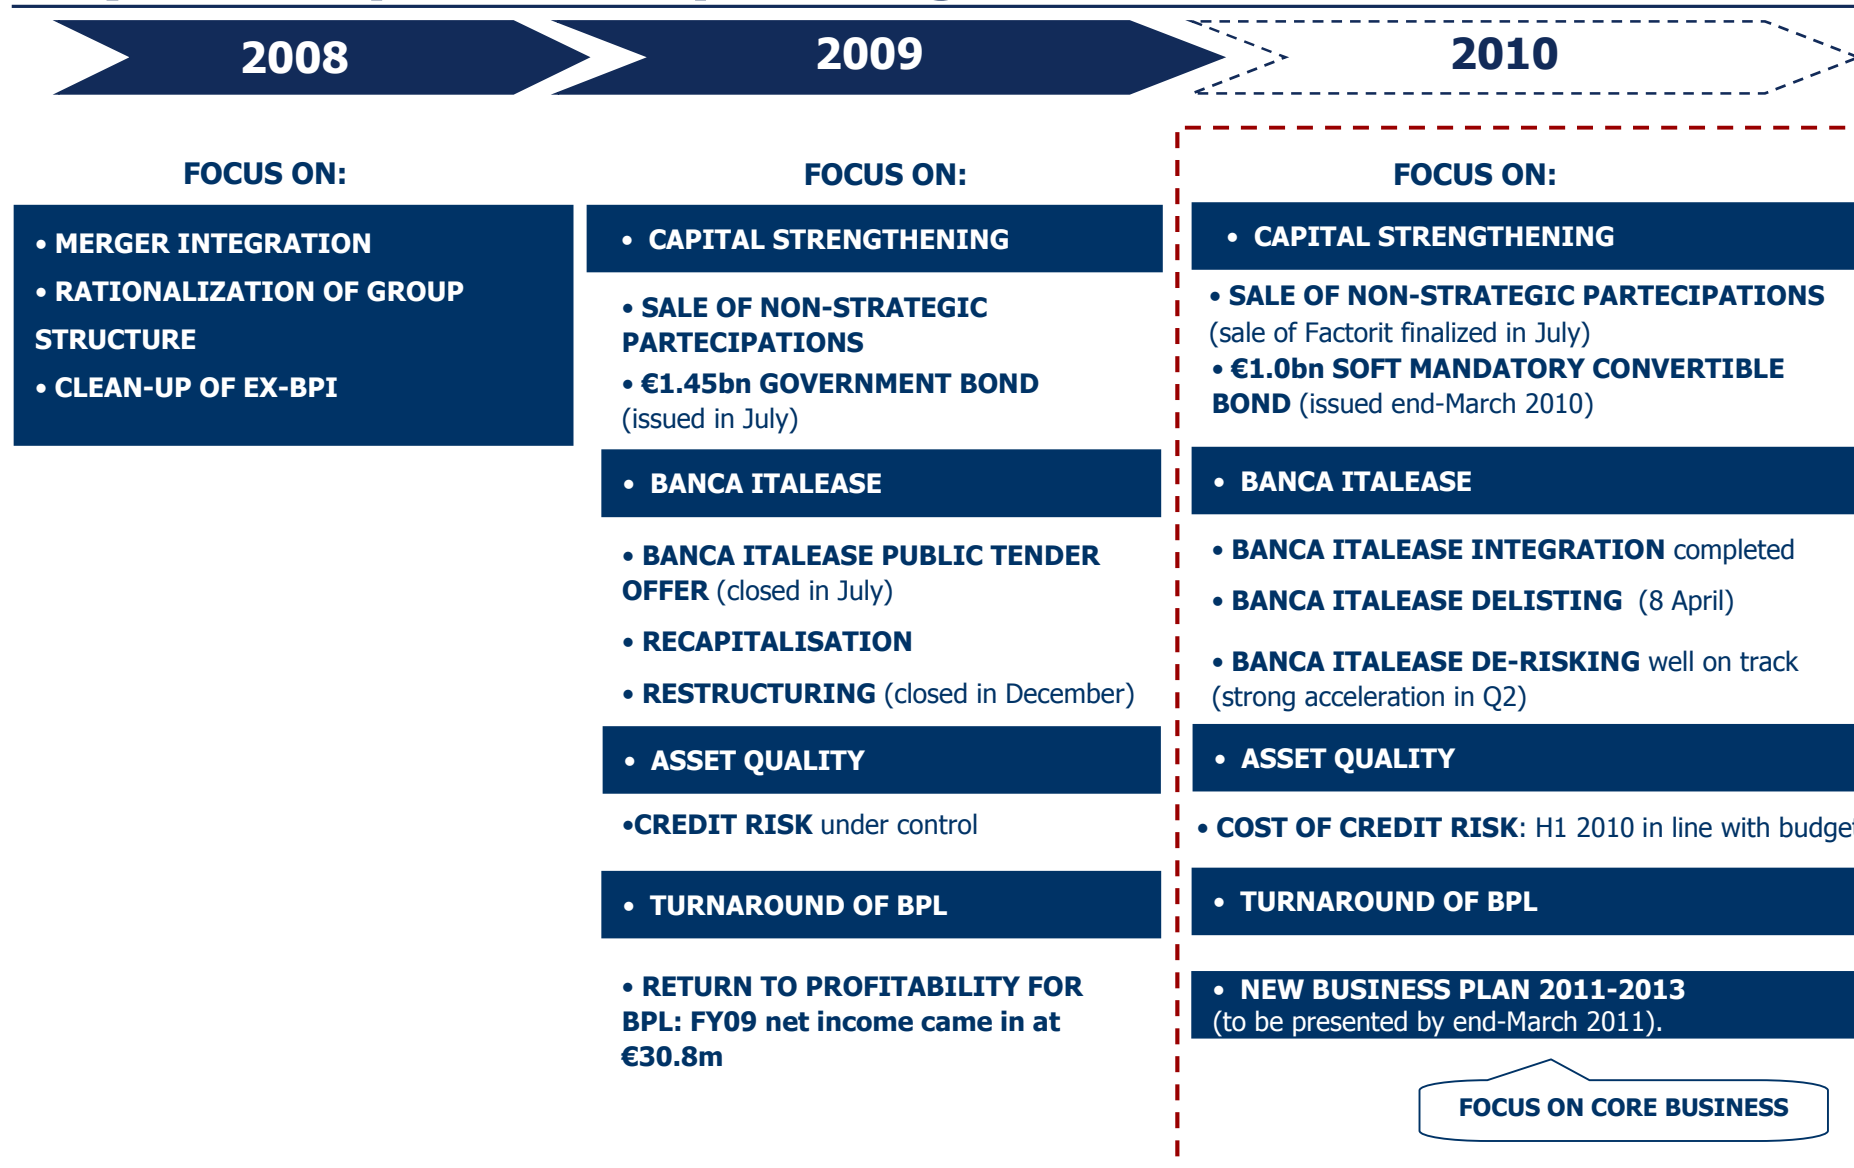 2008
2009
2010
FOCUS ON:
• MERGER INTEGRATION
• RATIONALIZATION OF GROUP
STRUCTURE
• CLEAN-UP OF EX-BPI
FOCUS ON:
• CAPITAL STRENGTHENING
• SALE OF NON-STRATEGIC
PARTECIPATIONS
• €1.45bn GOVERNMENT BOND
(issued in July)
• BANCA ITALEASE
• BANCA ITALEASE PUBLIC TENDER
OFFER (closed in July)
• RECAPITALISATION
• RESTRUCTURING (closed in December)
• ASSET QUALITY
•CREDIT RISK under control
• TURNAROUND OF BPL
• RETURN TO PROFITABILITY FOR
BPL: FY09 net income came in at
€30.8m
FOCUS ON:
• CAPITAL STRENGTHENING
• SALE OF NON-STRATEGIC PARTECIPATIONS
(sale of Factorit finalized in July)
• €1.0bn SOFT MANDATORY CONVERTIBLE
BOND (issued end-March 2010)
• BANCA ITALEASE
• BANCA ITALEASE INTEGRATION completed
• BANCA ITALEASE DELISTING (8 April)
• BANCA ITALEASE DE-RISKING well on track
(strong acceleration in Q2)
• ASSET QUALITY
• COST OF CREDIT RISK: H1 2010 in line with budget
• TURNAROUND OF BPL
• NEW BUSINESS PLAN 2011-2013
(to be presented by end-March 2011).
FOCUS ON CORE BUSINESS